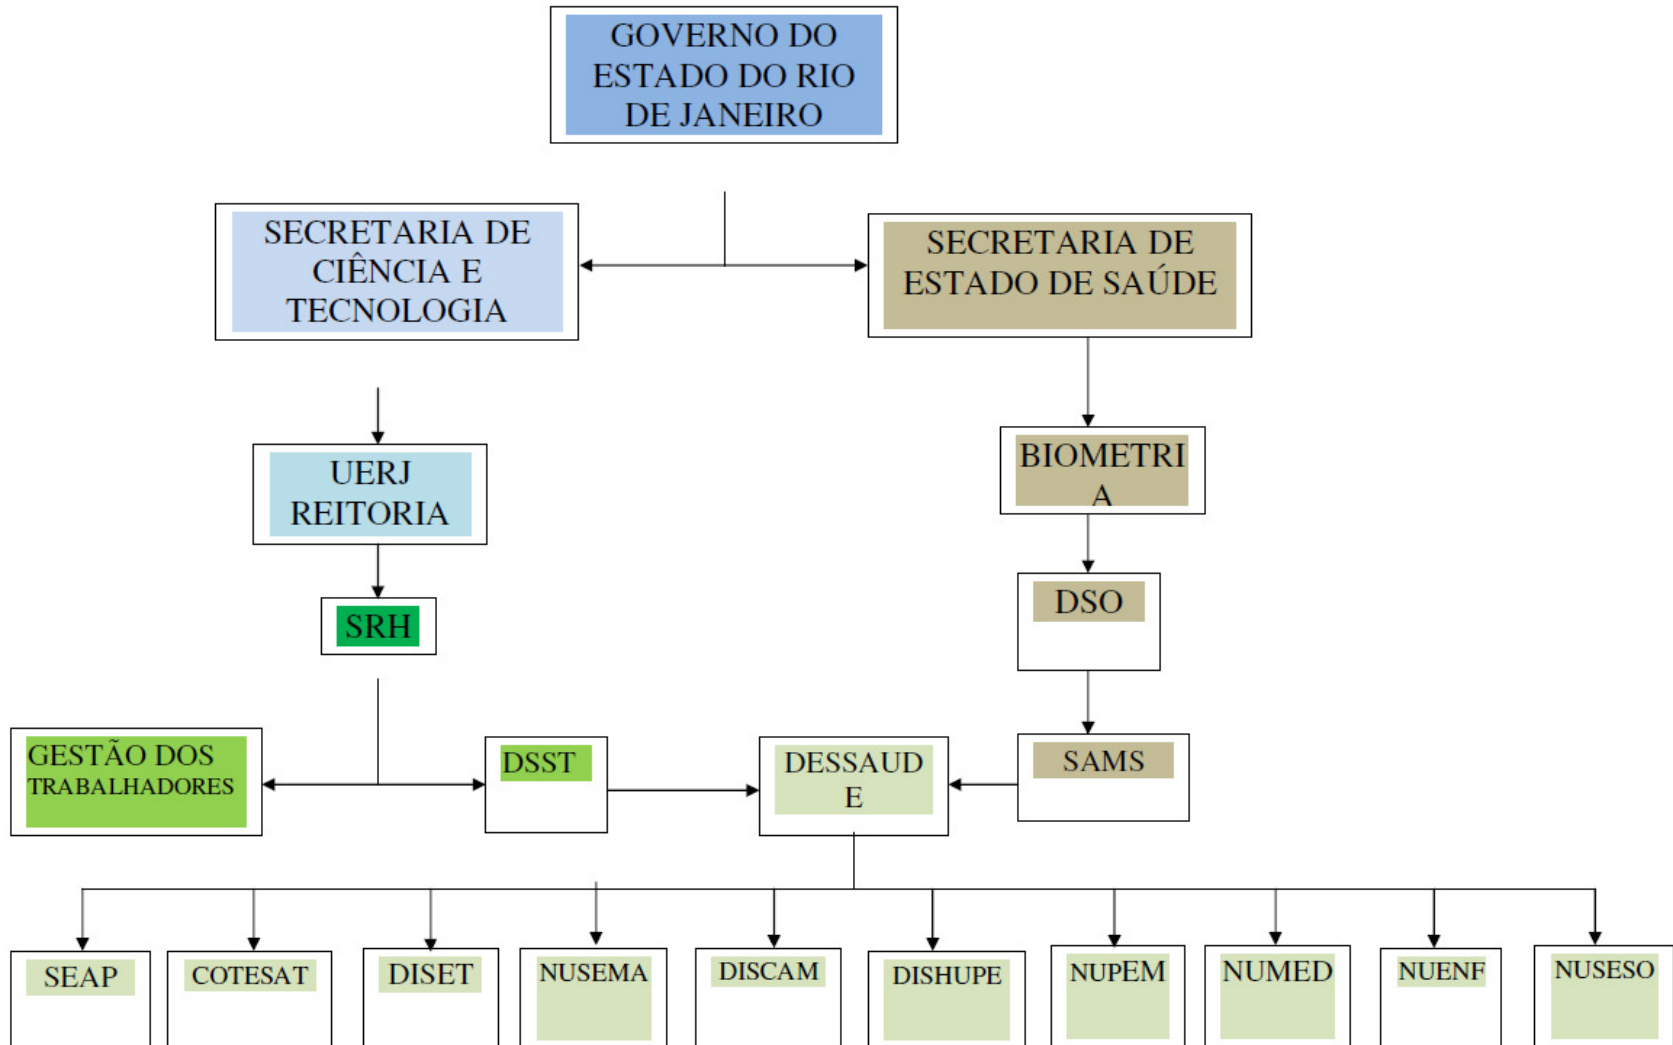 GOVERNO DO
ESTADO DO RIO
DE JANEIRO
SECRETARIA DE
CIÊNCIA E
TECNOLOGIA
SECRETARIA DE
ESTADO DE SAÚDE
UERJ
REITORIA
BIOMETRI
A
SRH
DSO
GESTÃO DOS
TRABALHADORES
DSST
DESSAUD
E
SAMS
SEAP
COTESAT
DISET
NUSEMA
DISCAM
DISHUPE
NUPEM
NUMED
NUENF
NUSESO